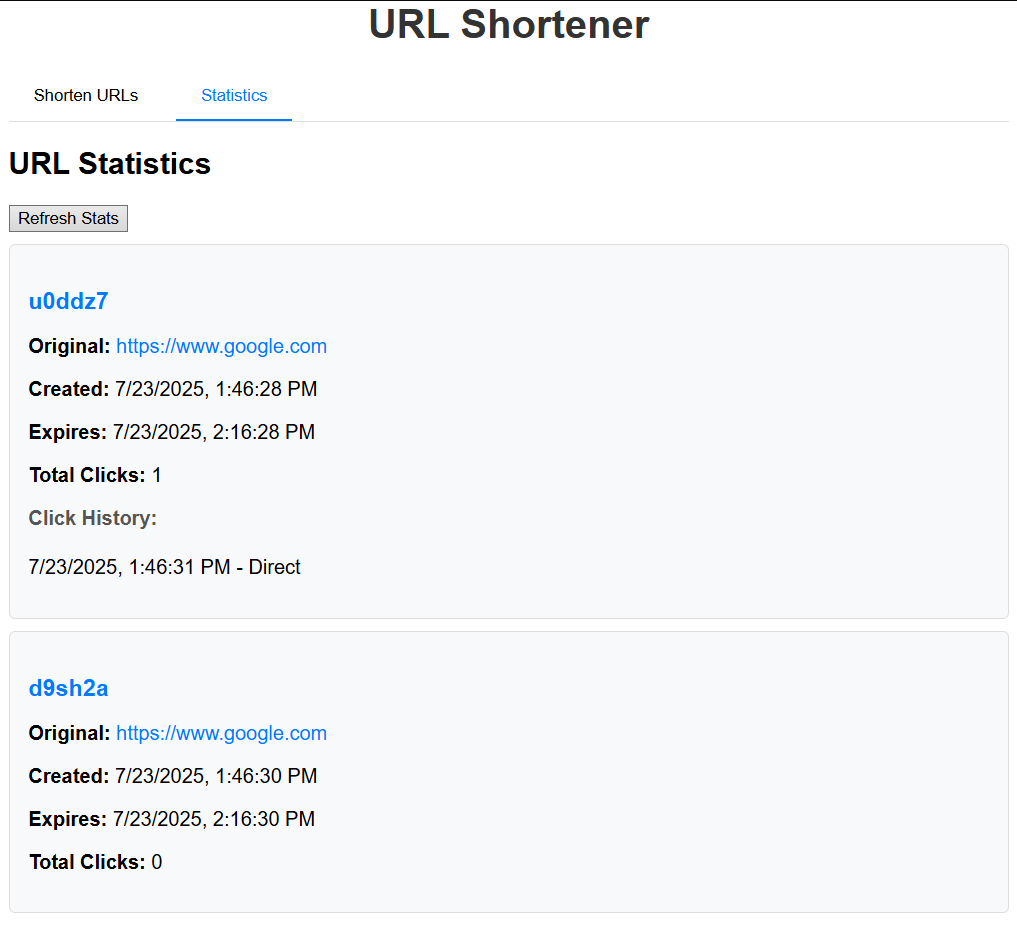 URL Shortener
Shorten URLs
Statistics
URL Statistics
Refresh Stats
u0ddz7
Original: https://www.google.com
Created: 7/23/2025, 1:46:28 PM
Expires: 7/23/2025, 2:16:28 PM
Total Clicks: 1
Click History:
7/23/2025, 1:46:31 PM - Direct
d9sh2a
Original: https://www.google.com
Created: 7/23/2025, 1:46:30 PM
Expires: 7/23/2025, 2:16:30 PM
Total Clicks: 0